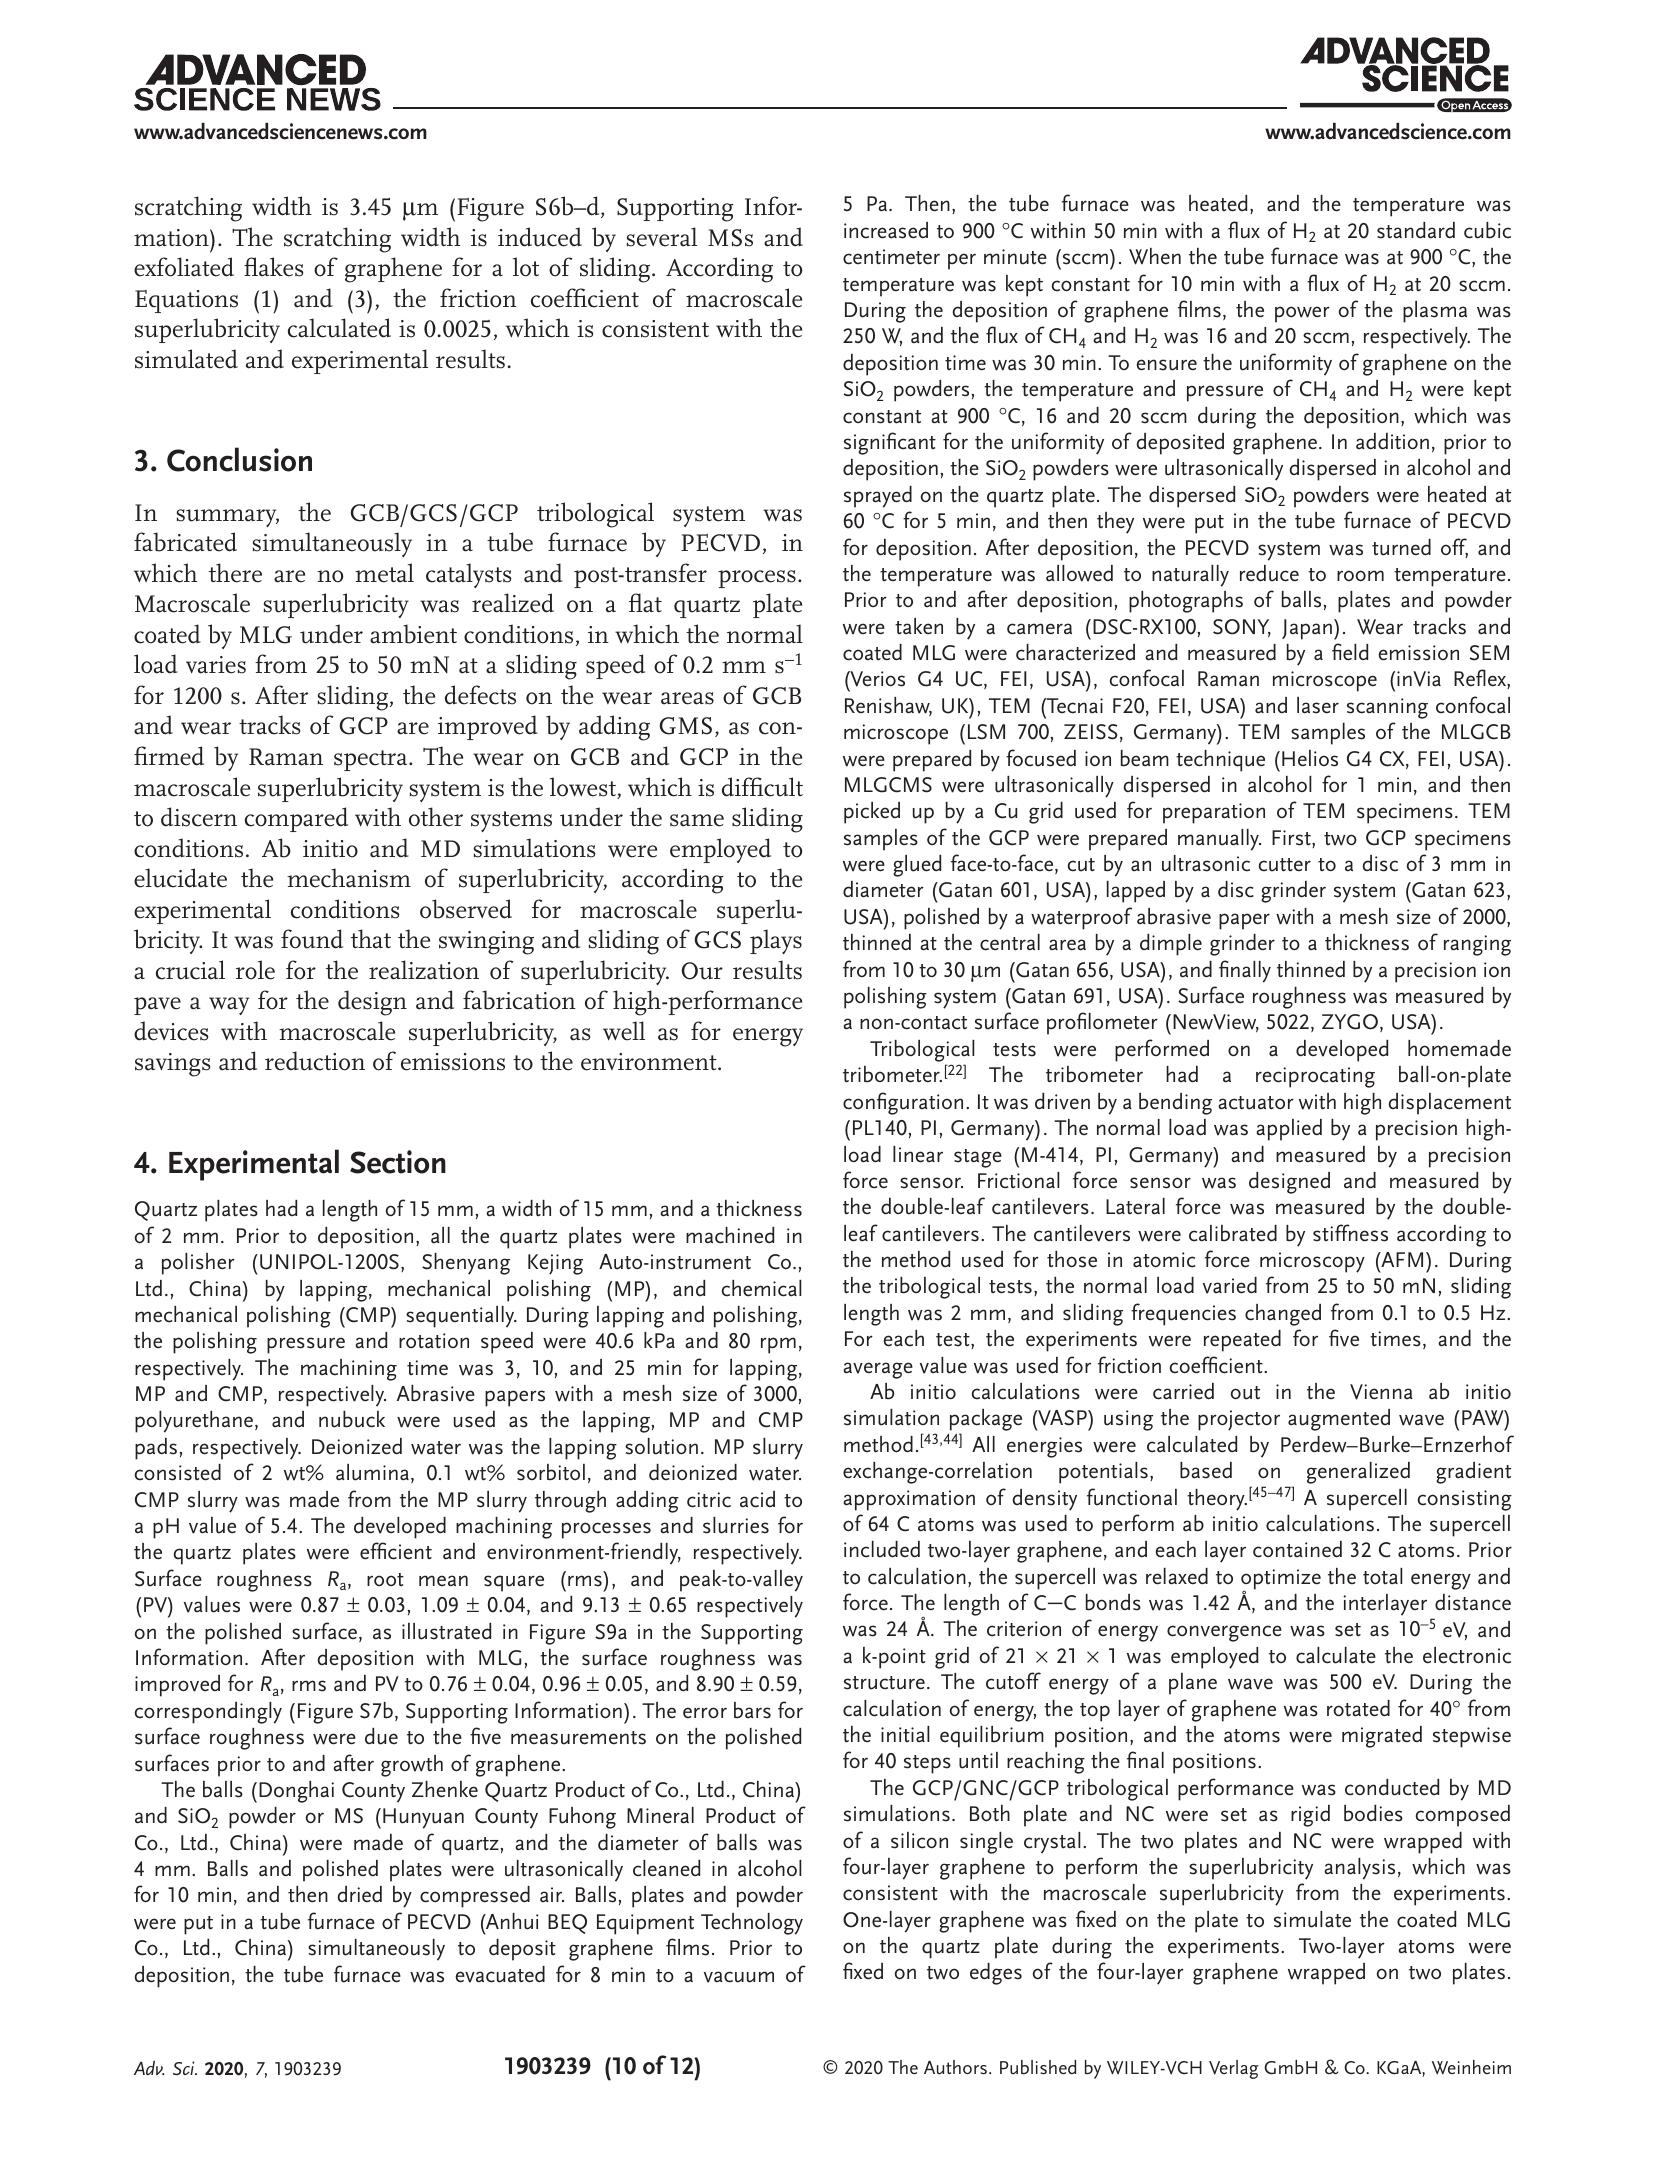 ADVANCED
SCIENCE NEWS
www.advancedsciencenews.com
ADVANCED
SCIENCE
Open Access
www.advancedscience.com
scratching width is 3.45 µm (Figure S6b–d, Supporting Infor-
mation). The scratching width is induced by several MSs and
exfoliated flakes of graphene for a lot of sliding. According to
Equations (1) and (3), the friction coefficient of macroscale
superlubricity calculated is 0.0025, which is consistent with the
simulated and experimental results.
3. Conclusion
In summary, the GCB/GCS/GCP tribological system was
fabricated simultaneously in a tube furnace by PECVD, in
which there are no metal catalysts and post-transfer process.
Macroscale superlubricity was realized on a flat quartz plate
coated by MLG under ambient conditions, in which the normal
load varies from 25 to 50 mN at a sliding speed of 0.2 mm s⁻¹
for 1200 s. After sliding, the defects on the wear areas of GCB
and wear tracks of GCP are improved by adding GMS, as con-
firmed by Raman spectra. The wear on GCB and GCP in the
macroscale superlubricity system is the lowest, which is difficult
to discern compared with other systems under the same sliding
conditions. Ab initio and MD simulations were employed to
elucidate the mechanism of superlubricity, according to the
experimental conditions observed for macroscale superlu-
bricity. It was found that the swinging and sliding of GCS plays
a crucial role for the realization of superlubricity. Our results
pave a way for the design and fabrication of high-performance
devices with macroscale superlubricity, as well as for energy
savings and reduction of emissions to the environment.
4. Experimental Section
Quartz plates had a length of 15 mm, a width of 15 mm, and a thickness
of 2 mm. Prior to deposition, all the quartz plates were machined in
a polisher (UNIPOL-1200S, Shenyang Kejing Auto-instrument Co.,
Ltd., China) by lapping, mechanical polishing (MP), and chemical
mechanical polishing (CMP) sequentially. During lapping and polishing,
the polishing pressure and rotation speed were 40.6 kPa and 80 rpm,
respectively. The machining time was 3, 10, and 25 min for lapping,
MP and CMP, respectively. Abrasive papers with a mesh size of 3000,
polyurethane, and nubuck were used as the lapping, MP and CMP
pads, respectively. Deionized water was the lapping solution. MP slurry
consisted of 2 wt% alumina, 0.1 wt% sorbitol, and deionized water.
CMP slurry was made from the MP slurry through adding citric acid to
a pH value of 5.4. The developed machining processes and slurries for
the quartz plates were efficient and environment-friendly, respectively.
Surface roughness Rₐ, root mean square (rms), and peak-to-valley
(PV) values were 0.87 ± 0.03, 1.09 ± 0.04, and 9.13 ± 0.65 respectively
on the polished surface, as illustrated in Figure S9a in the Supporting
Information. After deposition with MLG, the surface roughness was
improved for Rₐ, rms and PV to 0.76 ± 0.04, 0.96 ± 0.05, and 8.90 ± 0.59,
correspondingly (Figure S7b, Supporting Information). The error bars for
surface roughness were due to the five measurements on the polished
surfaces prior to and after growth of graphene.
The balls (Donghai County Zhenke Quartz Product of Co., Ltd., China)
and SiO₂ powder or MS (Hunyuan County Fuhong Mineral Product of
Co., Ltd., China) were made of quartz, and the diameter of balls was
4 mm. Balls and polished plates were ultrasonically cleaned in alcohol
for 10 min, and then dried by compressed air. Balls, plates and powder
were put in a tube furnace of PECVD (Anhui BEQ Equipment Technology
Co., Ltd., China) simultaneously to deposit graphene films. Prior to
deposition, the tube furnace was evacuated for 8 min to a vacuum of
5 Pa. Then, the tube furnace was heated, and the temperature was
increased to 900 °C within 50 min with a flux of H₂ at 20 standard cubic
centimeter per minute (sccm). When the tube furnace was at 900 °C, the
temperature was kept constant for 10 min with a flux of H₂ at 20 sccm.
During the deposition of graphene films, the power of the plasma was
250 W, and the flux of CH₄ and H₂ was 16 and 20 sccm, respectively. The
deposition time was 30 min. To ensure the uniformity of graphene on the
SiO₂ powders, the temperature and pressure of CH₄ and H₂ were kept
constant at 900 °C, 16 and 20 sccm during the deposition, which was
significant for the uniformity of deposited graphene. In addition, prior to
deposition, the SiO₂ powders were ultrasonically dispersed in alcohol and
sprayed on the quartz plate. The dispersed SiO₂ powders were heated at
60 °C for 5 min, and then they were put in the tube furnace of PECVD
for deposition. After deposition, the PECVD system was turned off, and
the temperature was allowed to naturally reduce to room temperature.
Prior to and after deposition, photographs of balls, plates and powder
were taken by a camera (DSC-RX100, SONY, Japan). Wear tracks and
coated MLG were characterized and measured by a field emission SEM
(Verios G4 UC, FEI, USA), confocal Raman microscope (inVia Reflex,
Renishaw, UK), TEM (Tecnai F20, FEI, USA) and laser scanning confocal
microscope (LSM 700, ZEISS, Germany). TEM samples of the MLGCB
were prepared by focused ion beam technique (Helios G4 CX, FEI, USA).
MLGCMS were ultrasonically dispersed in alcohol for 1 min, and then
picked up by a Cu grid used for preparation of TEM specimens. TEM
samples of the GCP were prepared manually. First, two GCP specimens
were glued face-to-face, cut by an ultrasonic cutter to a disc of 3 mm in
diameter (Gatan 601, USA), lapped by a disc grinder system (Gatan 623,
USA), polished by a waterproof abrasive paper with a mesh size of 2000,
thinned at the central area by a dimple grinder to a thickness of ranging
from 10 to 30 µm (Gatan 656, USA), and finally thinned by a precision ion
polishing system (Gatan 691, USA). Surface roughness was measured by
a non-contact surface profilometer (NewView, 5022, ZYGO, USA).
Tribological tests were performed on a developed homemade
tribometer.[22] The tribometer had a reciprocating ball-on-plate
configuration. It was driven by a bending actuator with high displacement
(PL140, PI, Germany). The normal load was applied by a precision high-
load linear stage (M-414, PI, Germany) and measured by a precision
force sensor. Frictional force sensor was designed and measured by
the double-leaf cantilevers. Lateral force was measured by the double-
leaf cantilevers. The cantilevers were calibrated by stiffness according to
the method used for those in atomic force microscopy (AFM). During
the tribological tests, the normal load varied from 25 to 50 mN, sliding
length was 2 mm, and sliding frequencies changed from 0.1 to 0.5 Hz.
For each test, the experiments were repeated for five times, and the
average value was used for friction coefficient.
Ab initio calculations were carried out in the Vienna ab initio
simulation package (VASP) using the projector augmented wave (PAW)
method.[43,44] All energies were calculated by Perdew–Burke–Ernzerhof
exchange-correlation potentials, based on generalized gradient
approximation of density functional theory.[45–47] A supercell consisting
of 64 C atoms was used to perform ab initio calculations. The supercell
included two-layer graphene, and each layer contained 32 C atoms. Prior
to calculation, the supercell was relaxed to optimize the total energy and
force. The length of C—C bonds was 1.42 Å, and the interlayer distance
was 24 Å. The criterion of energy convergence was set as 10⁻⁵ eV, and
a k-point grid of 21 × 21 × 1 was employed to calculate the electronic
structure. The cutoff energy of a plane wave was 500 eV. During the
calculation of energy, the top layer of graphene was rotated for 40° from
the initial equilibrium position, and the atoms were migrated stepwise
for 40 steps until reaching the final positions.
The GCP/GNC/GCP tribological performance was conducted by MD
simulations. Both plate and NC were set as rigid bodies composed
of a silicon single crystal. The two plates and NC were wrapped with
four-layer graphene to perform the superlubricity analysis, which was
consistent with the macroscale superlubricity from the experiments.
One-layer graphene was fixed on the plate to simulate the coated MLG
on the quartz plate during the experiments. Two-layer atoms were
fixed on two edges of the four-layer graphene wrapped on two plates.
Adv. Sci. 2020, 7, 1903239
1903239 (10 of 12)
© 2020 The Authors. Published by WILEY-VCH Verlag GmbH & Co. KGaA, Weinheim